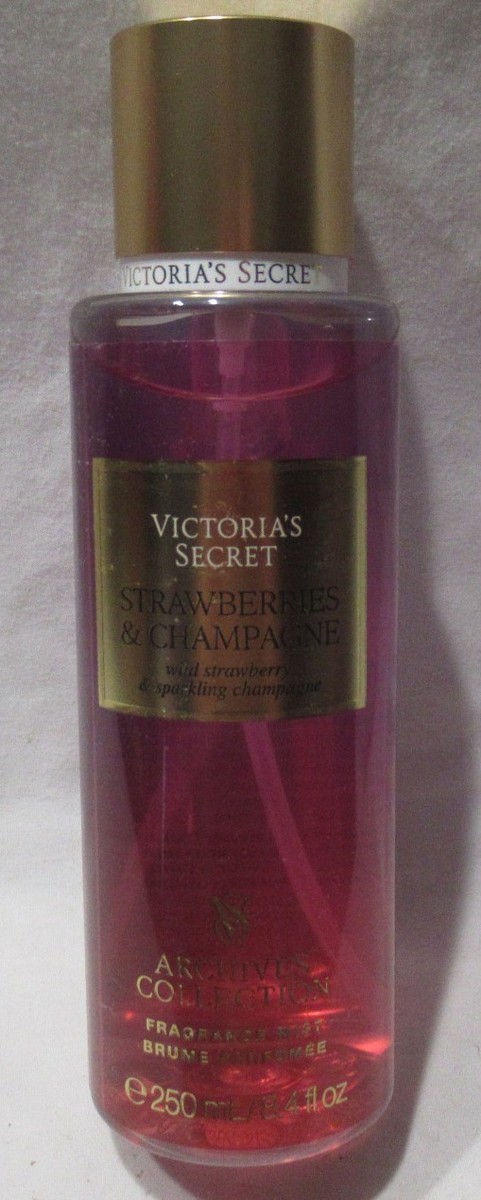 VICTORIA'S SECRET
VICTORIA'S
SECRET
STRAWBERRIES
& CHAMPAGNE
wild strawberry
& sparkling champagne
ARCHIVES
COLLECTION
FRAGRANCE MIST
BRUME PARFUMÉE
℮ 250 mL/8.4 fl oz